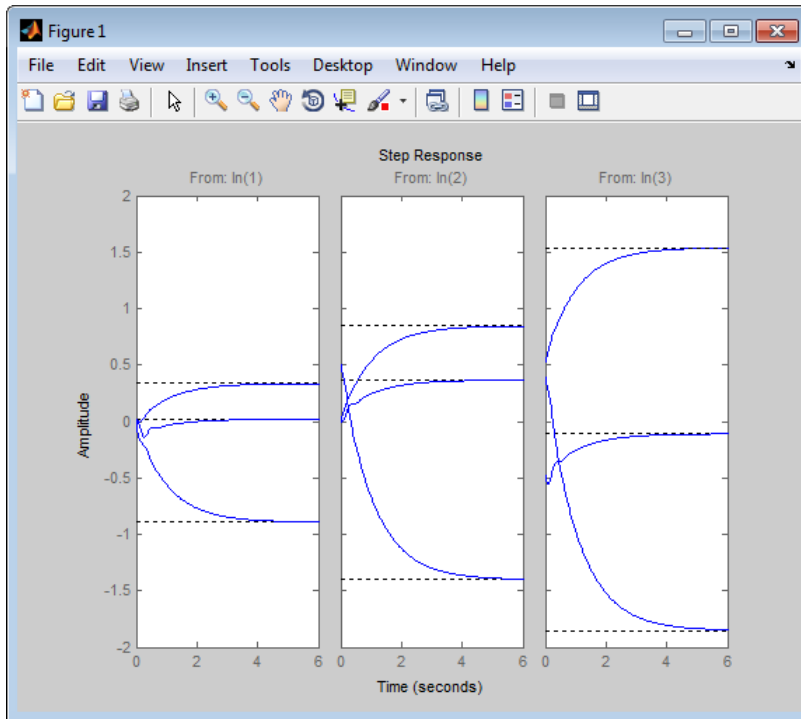 Figure 1
File Edit View Insert Tools Desktop Window Help
Step Response
From: In(1) From: In(2) From: In(3)
2
1.5
1
0.5
0
-0.5
-1
-1.5
-2
Amplitude
0 2 4 6 0 2 4 6 0 2 4 6
Time (seconds)